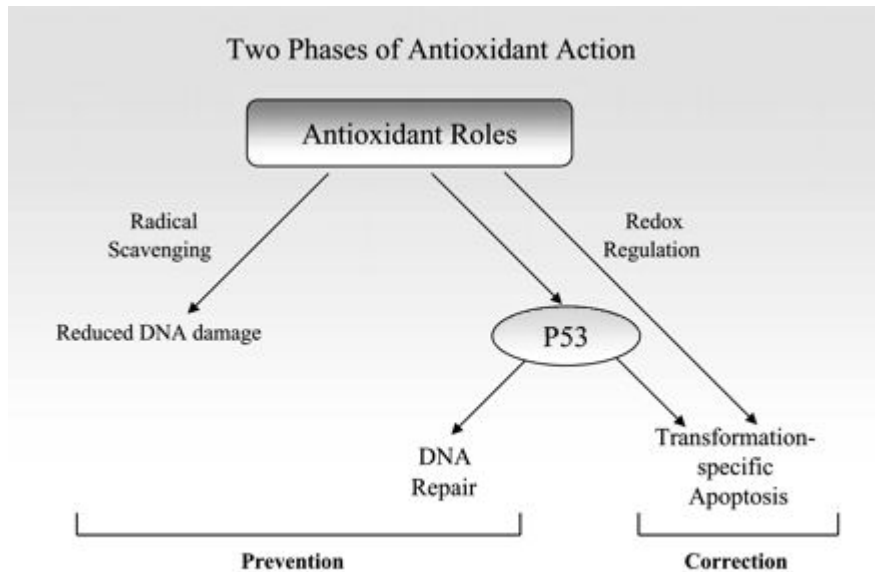 Two Phases of Antioxidant Action
Antioxidant Roles
Radical
Scavenging
Redox
Regulation
Reduced DNA damage
P53
DNA
Repair
Transformation-
specific
Apoptosis
Prevention
Correction